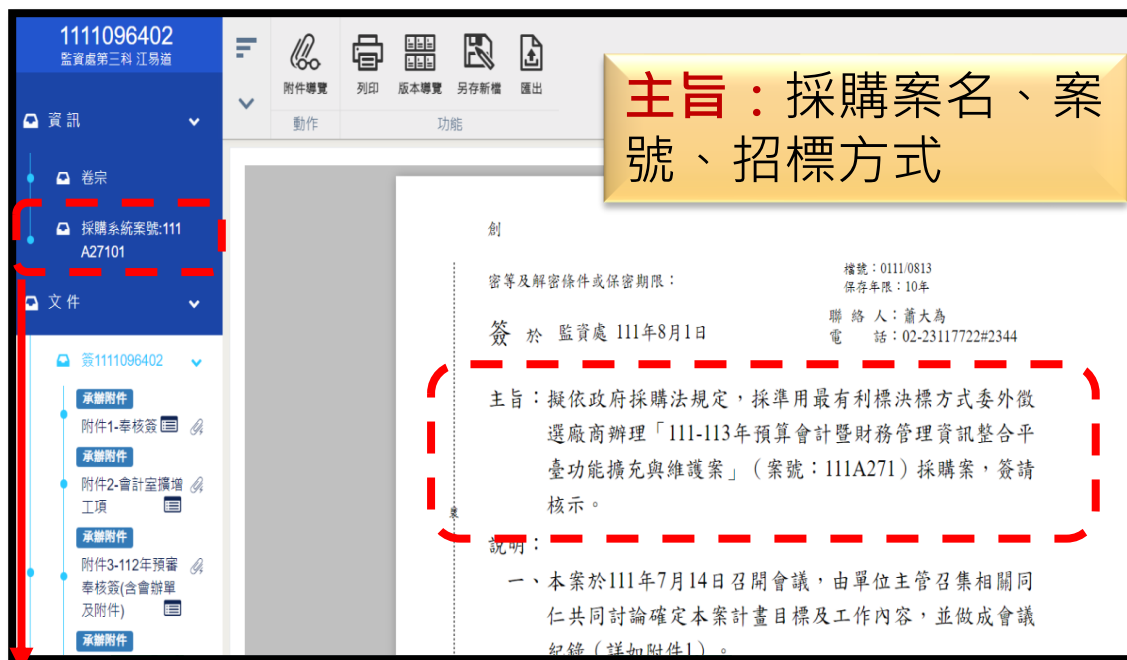 1111096402
監資處第三科 江易道
資訊
卷宗
採購系統案號:111
A27101
文件
簽1111096402
承辦附件
附件1-奉核簽
承辦附件
附件2-會計室擴增
工項
承辦附件
附件3-112年預審
奉核簽(含會辦單
及附件)
承辦附件
附件導覽
列印
版本導覽
另存新檔
匯出
動作
功能
主旨：採購案名、案
號、招標方式
創
檔號：0111/0813
保存年限：10年
密等及解密條件或保密期限：
聯 絡 人：蕭大為
電 話：02-23117722#2344
簽 於 監資處 111年8月1日
主旨：擬依政府採購法規定，採準用最有利標決標方式委外徵
選廠商辦理「111-113年預算會計暨財務管理資訊整合平
臺功能擴充與維護案」（案號：111A271）採購案，簽請
核示。
說明：
一、本案於111年7月14日召開會議，由單位主管召集相關同
仁共同討論確定本案計畫目標及工作內容，並做成會議
紀錄（詳如附件1）。